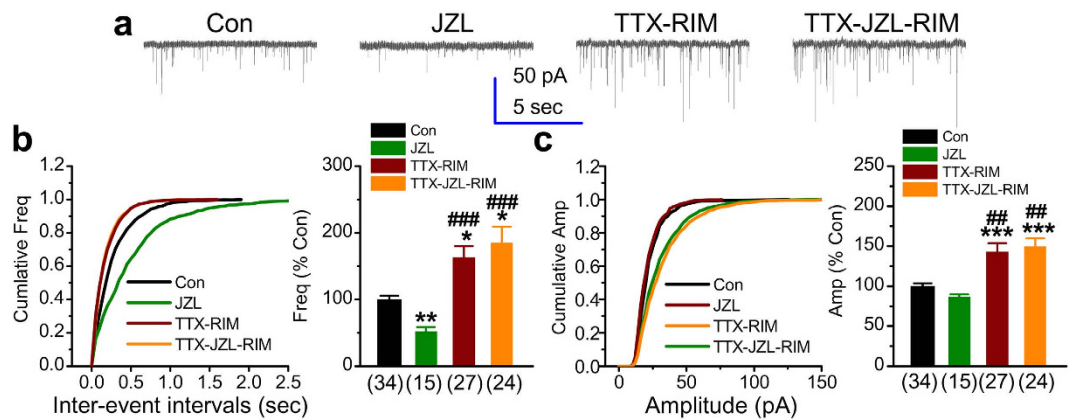 a
Con
JZL
TTX-RIM
TTX-JZL-RIM
50 pA
5 sec
b
Cumlative Freq
1.2
1.0
0.8
0.6
0.4
0.2
0.0
Con
JZL
TTX-RIM
TTX-JZL-RIM
0.0 0.5 1.0 1.5 2.0 2.5
Inter-event intervals (sec)
Con
JZL
TTX-RIM
TTX-JZL-RIM
Freq (% Con)
300
250
200
150
100
50
0
**
###
*
###
*
(34) (15) (27) (24)
c
Cumulative Amp
1.2
1.0
0.8
0.6
0.4
0.2
0.0
Con
JZL
TTX-RIM
TTX-JZL-RIM
0 50 100 150
Amplitude (pA)
Con
JZL
TTX-RIM
TTX-JZL-RIM
Amp (% Con)
250
200
150
100
50
0
##
***
##
***
(34) (15) (27) (24)